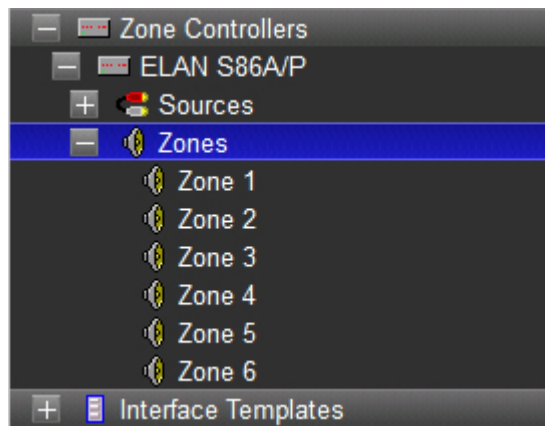 Zone Controllers
ELAN S86A/P
Sources
Zones
Zone 1
Zone 2
Zone 3
Zone 4
Zone 5
Zone 6
Interface Templates